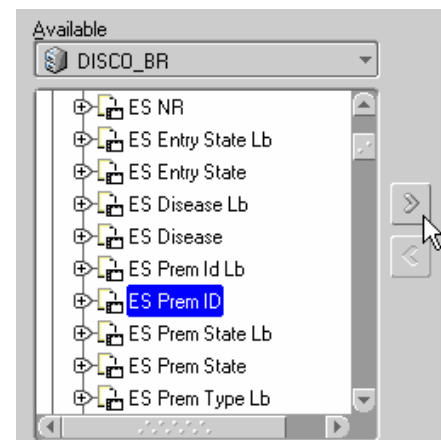 Available
DISCO_BR
ES NR
ES Entry State Lb
ES Entry State
ES Disease Lb
ES Disease
ES Prem Id Lb
ES Prem ID
ES Prem State Lb
ES Prem State
ES Prem Type Lb